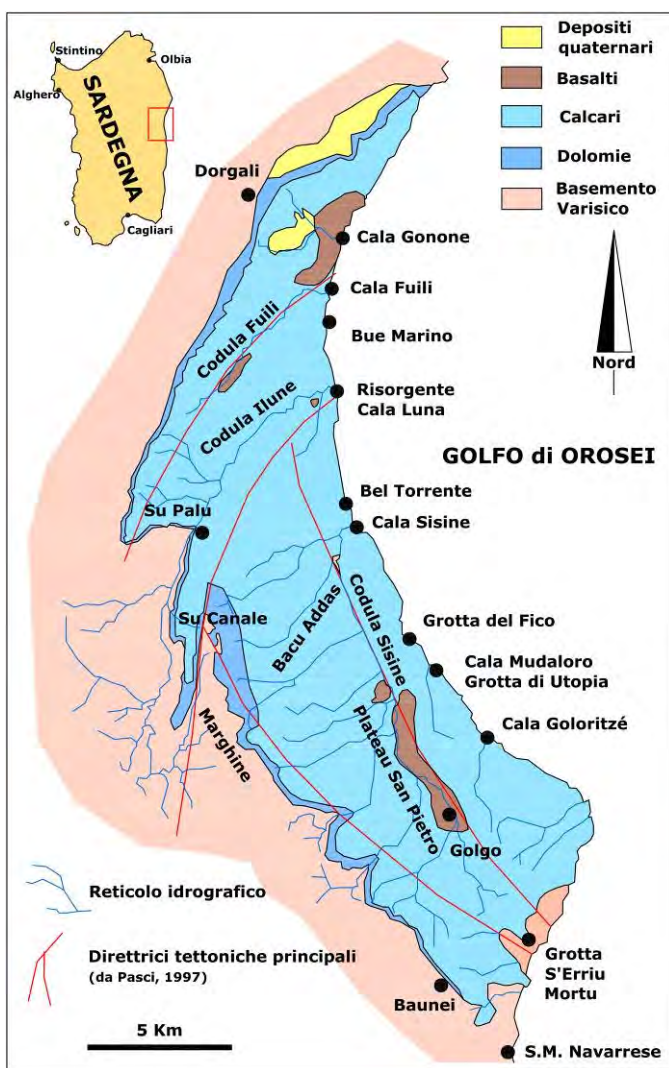 Stintino
Olbia
Alghero
SARDEGNA
Cagliari
Depositi
quaternari
Basalti
Calcari
Dolomie
Basemento
Varisico
Nord
Dorgali
Cala Gonone
Cala Fuili
Codula Fuili
Bue Marino
Codula Ilune
Risorgente
Cala Luna
GOLFO di OROSEI
Bel Torrente
Su Palu
Cala Sisine
Su Canale
Bacu Addas
Codula Sisine
Grotta del Fico
Cala Mudaloro
Grotta di Utopia
Marghine
Plateau San Pietro
Cala Goloritzé
Golgo
Reticolo idrografico
Direttrici tettoniche principali
(da Pasci, 1997)
Grotta
S'Erriu
Mortu
Baunei
5 Km
S.M. Navarrese